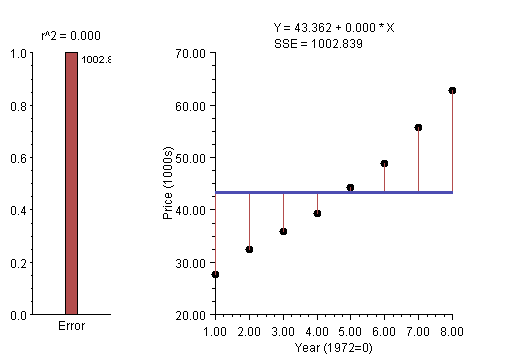 r^2 = 0.000
1.0
0.8
0.6
0.4
0.2
0.0
Error
Y = 43.362 + 0.000 * X
SSE = 1002.839
70.00
60.00
50.00
40.00
30.00
20.00
Price (1000s)
1.00 2.00 3.00 4.00 5.00 6.00 7.00 8.00
Year (1972=0)